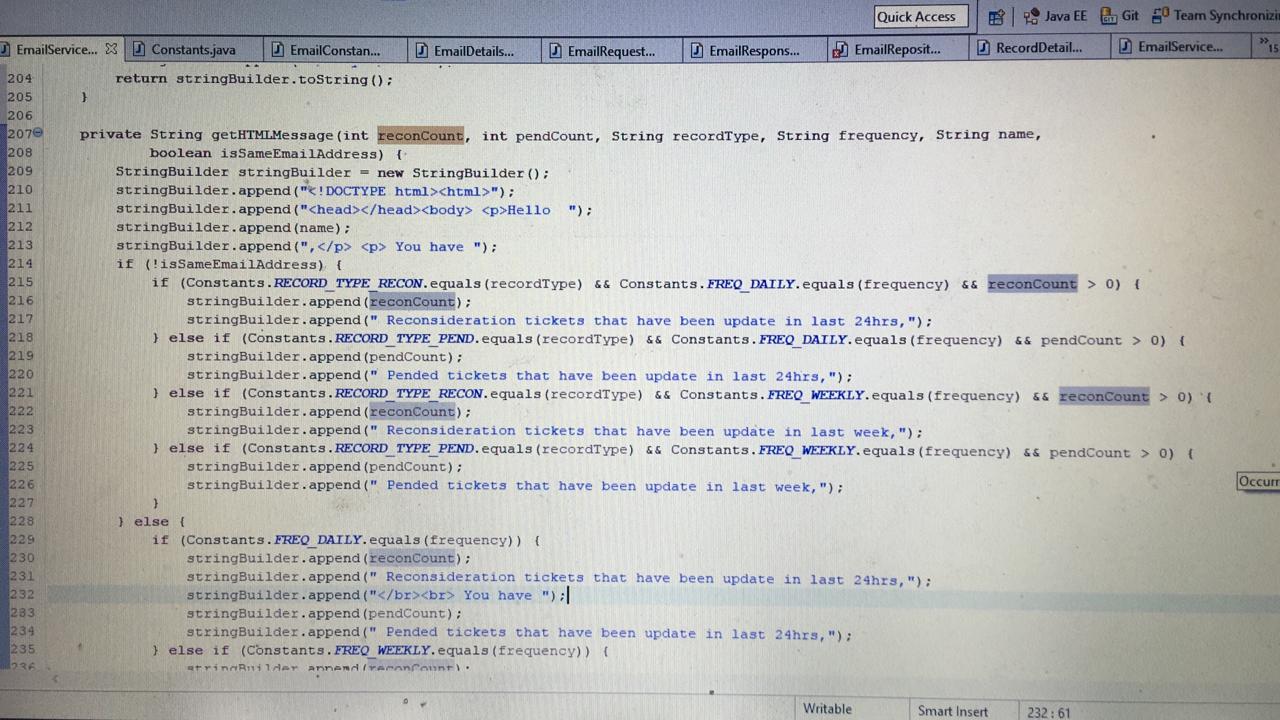 Quick Access Java EE Git Team Synchronizi
EmailService... Constants.java EmailConstan... EmailDetails... EmailRequest... EmailRespons... EmailReposit... RecordDetail... EmailService... »15
204 return stringBuilder.toString();
205 }
206
207 private String getHTMLMessage(int reconCount, int pendCount, String recordType, String frequency, String name,
208 boolean isSameEmailAddress) {
209 StringBuilder stringBuilder = new StringBuilder();
210 stringBuilder.append("<!DOCTYPE html><html>");
211 stringBuilder.append("<head></head><body> <p>Hello  ");
212 stringBuilder.append(name);
213 stringBuilder.append(",</p> <p> You have ");
214 if (!isSameEmailAddress) {
215 if (Constants.RECORD_TYPE_RECON.equals(recordType) && Constants.FREQ_DAILY.equals(frequency) && reconCount > 0) {
216 stringBuilder.append(reconCount);
217 stringBuilder.append(" Reconsideration tickets that have been update in last 24hrs,");
218 } else if (Constants.RECORD_TYPE_PEND.equals(recordType) && Constants.FREQ_DAILY.equals(frequency) && pendCount > 0) {
219 stringBuilder.append(pendCount);
220 stringBuilder.append(" Pended tickets that have been update in last 24hrs,");
221 } else if (Constants.RECORD_TYPE_RECON.equals(recordType) && Constants.FREQ_WEEKLY.equals(frequency) && reconCount > 0) {
222 stringBuilder.append(reconCount);
223 stringBuilder.append(" Reconsideration tickets that have been update in last week,");
224 } else if (Constants.RECORD_TYPE_PEND.equals(recordType) && Constants.FREQ_WEEKLY.equals(frequency) && pendCount > 0) {
225 stringBuilder.append(pendCount);
226 stringBuilder.append(" Pended tickets that have been update in last week,");
Occurr
227 }
228 } else {
229 if (Constants.FREQ_DAILY.equals(frequency)) {
230 stringBuilder.append(reconCount);
231 stringBuilder.append(" Reconsideration tickets that have been update in last 24hrs,");
232 stringBuilder.append("</br><br> You have ");
233 stringBuilder.append(pendCount);
234 stringBuilder.append(" Pended tickets that have been update in last 24hrs,");
235 } else if (Constants.FREQ_WEEKLY.equals(frequency)) {
236 stringBuilder.append(reconCount);
Writable Smart Insert 232 : 61